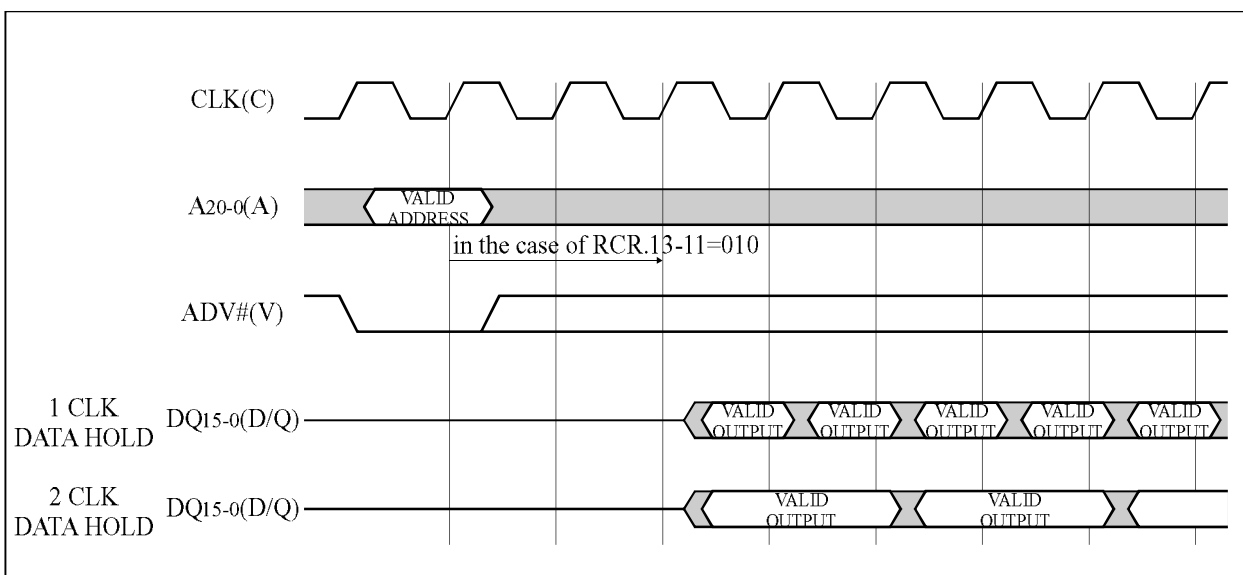 CLK(C)
A20-0(A)
VALID
ADDRESS
in the case of RCR.13-11=010
ADV#(V)
1 CLK
DATA HOLD
DQ15-0(D/Q)
VALID
OUTPUT
VALID
OUTPUT
VALID
OUTPUT
VALID
OUTPUT
VALID
OUTPUT
2 CLK
DATA HOLD
DQ15-0(D/Q)
VALID
OUTPUT
VALID
OUTPUT